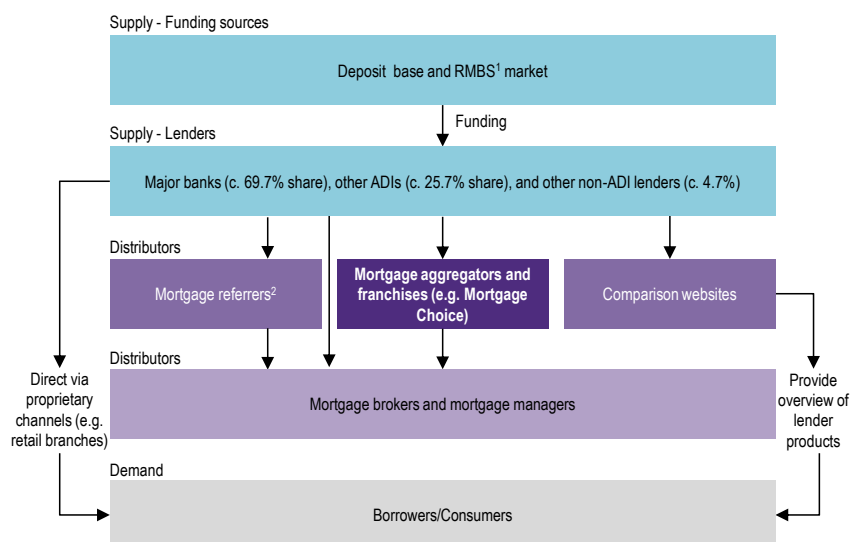 Supply - Funding sources
Deposit base and RMBS1 market
Funding
Supply - Lenders
Major banks (c. 69.7% share), other ADIs (c. 25.7% share), and other non-ADI lenders (c. 4.7%)
Distributors
Mortgage referrers2
Mortgage aggregators and
franchises (e.g. Mortgage
Choice)
Comparison websites
Distributors
Direct via
proprietary
channels (e.g.
retail branches)
Mortgage brokers and mortgage managers
Provide
overview of
lender
products
Demand
Borrowers/Consumers